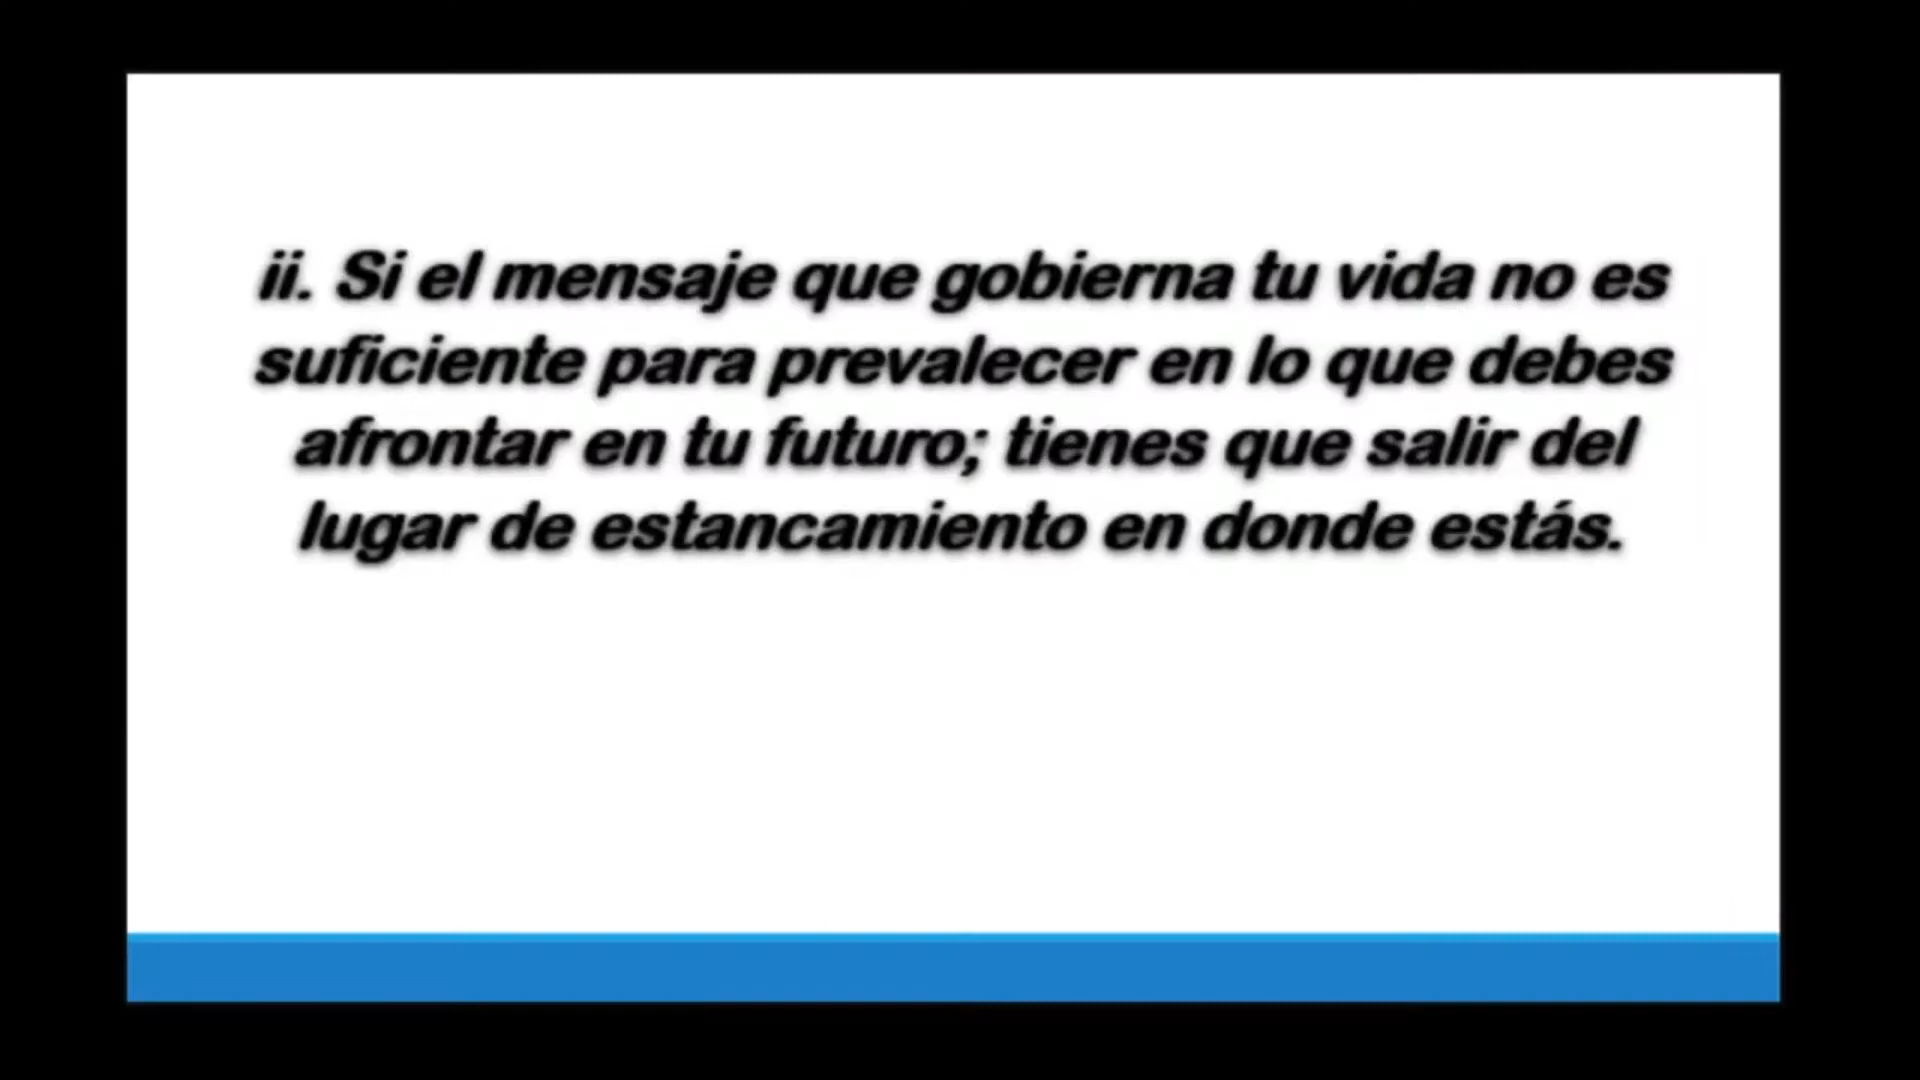 ii. Si el mensaje que gobierna tu vida no es
suficiente para prevalecer en lo que debes
afrontar en tu futuro; tienes que salir del
lugar de estancamiento en donde estás.